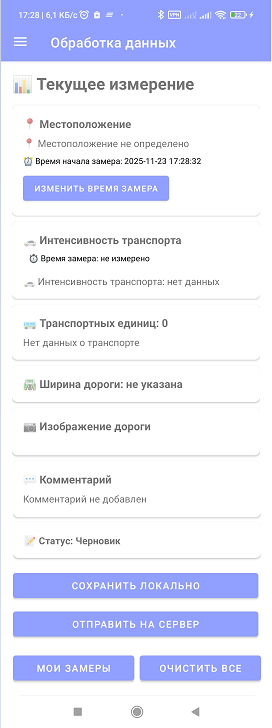 17:28 | 6,1 КБ/с
Обработка данных
Текущее измерение
Местоположение
Местоположение не определено
Время начала замера: 2025-11-23 17:28:32
ИЗМЕНИТЬ ВРЕМЯ ЗАМЕРА
Интенсивность транспорта
Время замера: не измерено
Интенсивность транспорта: нет данных
Транспортных единиц: 0
Нет данных о транспорте
Ширина дороги: не указана
Изображение дороги
Комментарий
Комментарий не добавлен
Статус: Черновик
СОХРАНИТЬ ЛОКАЛЬНО
ОТПРАВИТЬ НА СЕРВЕР
МОИ ЗАМЕРЫ
ОЧИСТИТЬ ВСЕ